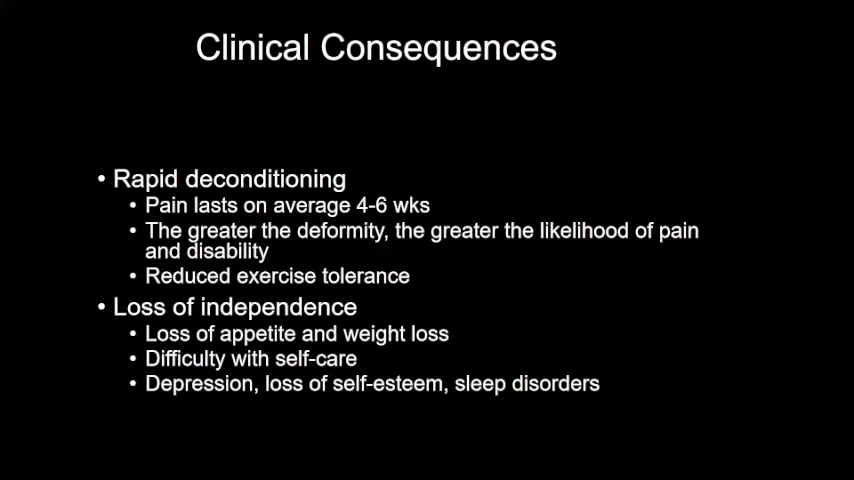 Clinical Consequences
• Rapid deconditioning
• Pain lasts on average 4-6 wks
• The greater the deformity, the greater the likelihood of pain
and disability
• Reduced exercise tolerance
• Loss of independence
• Loss of appetite and weight loss
• Difficulty with self-care
• Depression, loss of self-esteem, sleep disorders